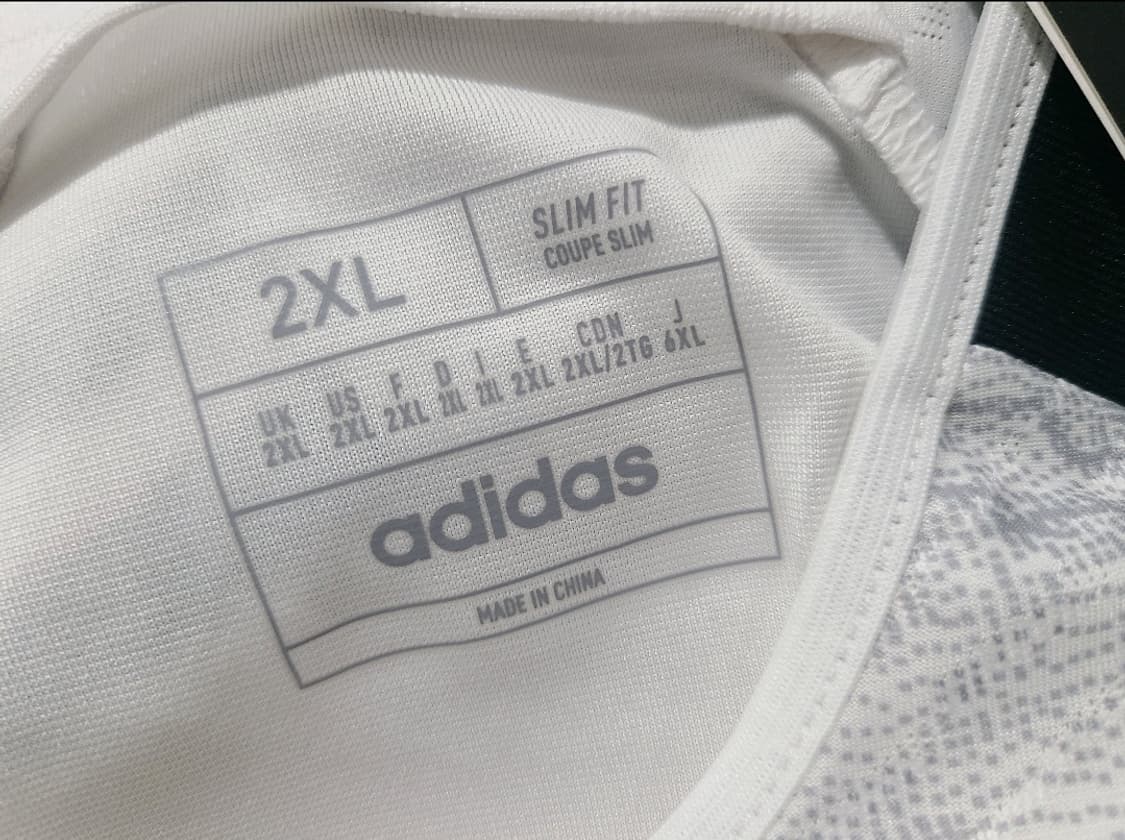 2XL
SLIM FIT
COUPE SLIM
UK US F D I E CDN J
2XL 2XL 2XL 2XL 2XL 2XL 2XL/2TG 6XL
adidas
MADE IN CHINA